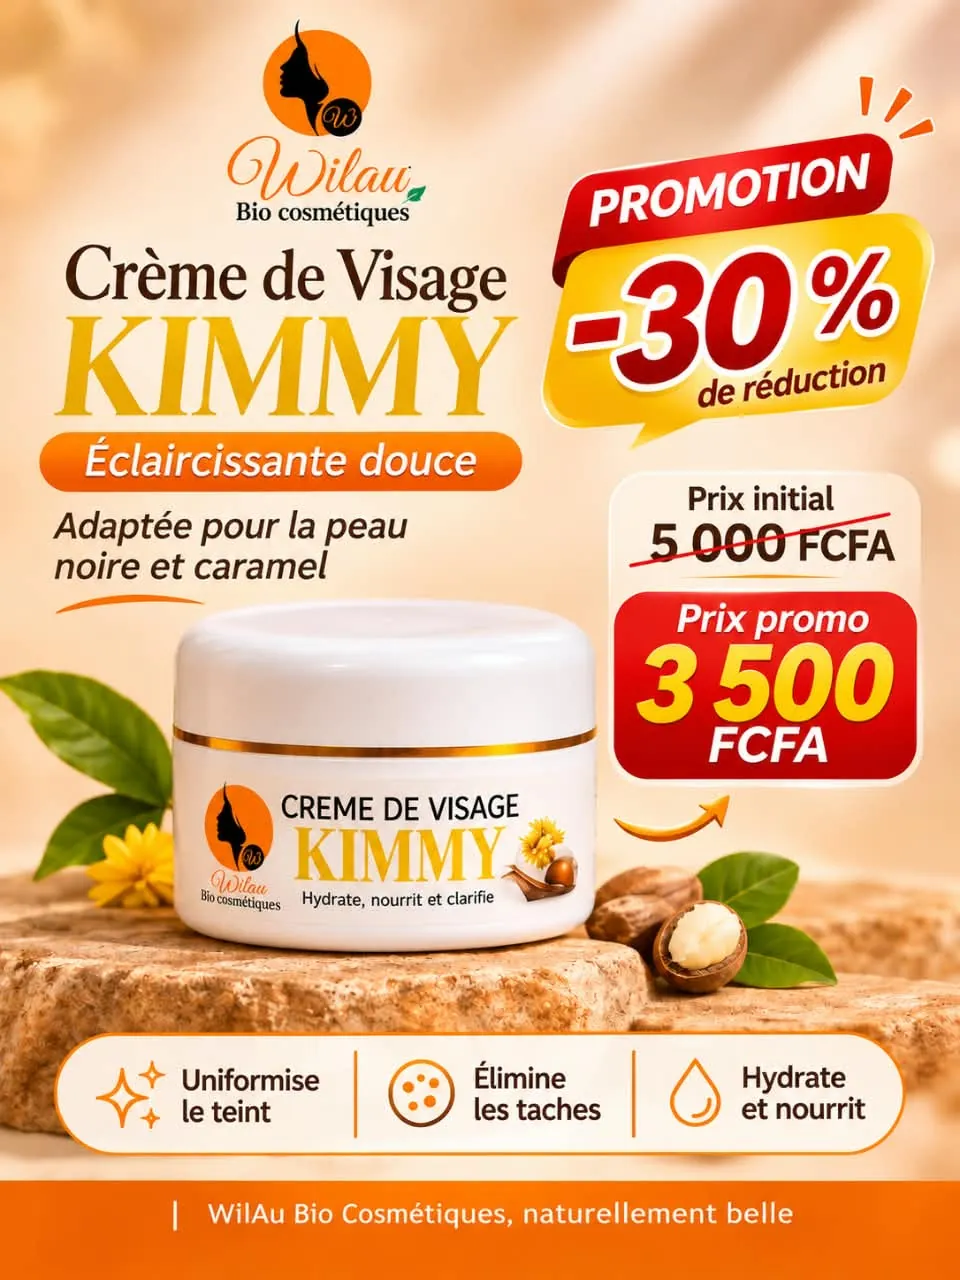 W
Wilau
Bio cosmétiques
Crème de Visage
KIMMY
Éclaircissante douce
Adaptée pour la peau
noire et caramel
PROMOTION
-30%
de réduction
Prix initial
5 000 FCFA
Prix promo
3 500
FCFA
CREME DE VISAGE
KIMMY
Hydrate, nourrit et clarifie
W
Wilau
Bio cosmétiques
Uniformise
le teint
Élimine
les taches
Hydrate
et nourrit
| WilAu Bio Cosmétiques, naturellement belle